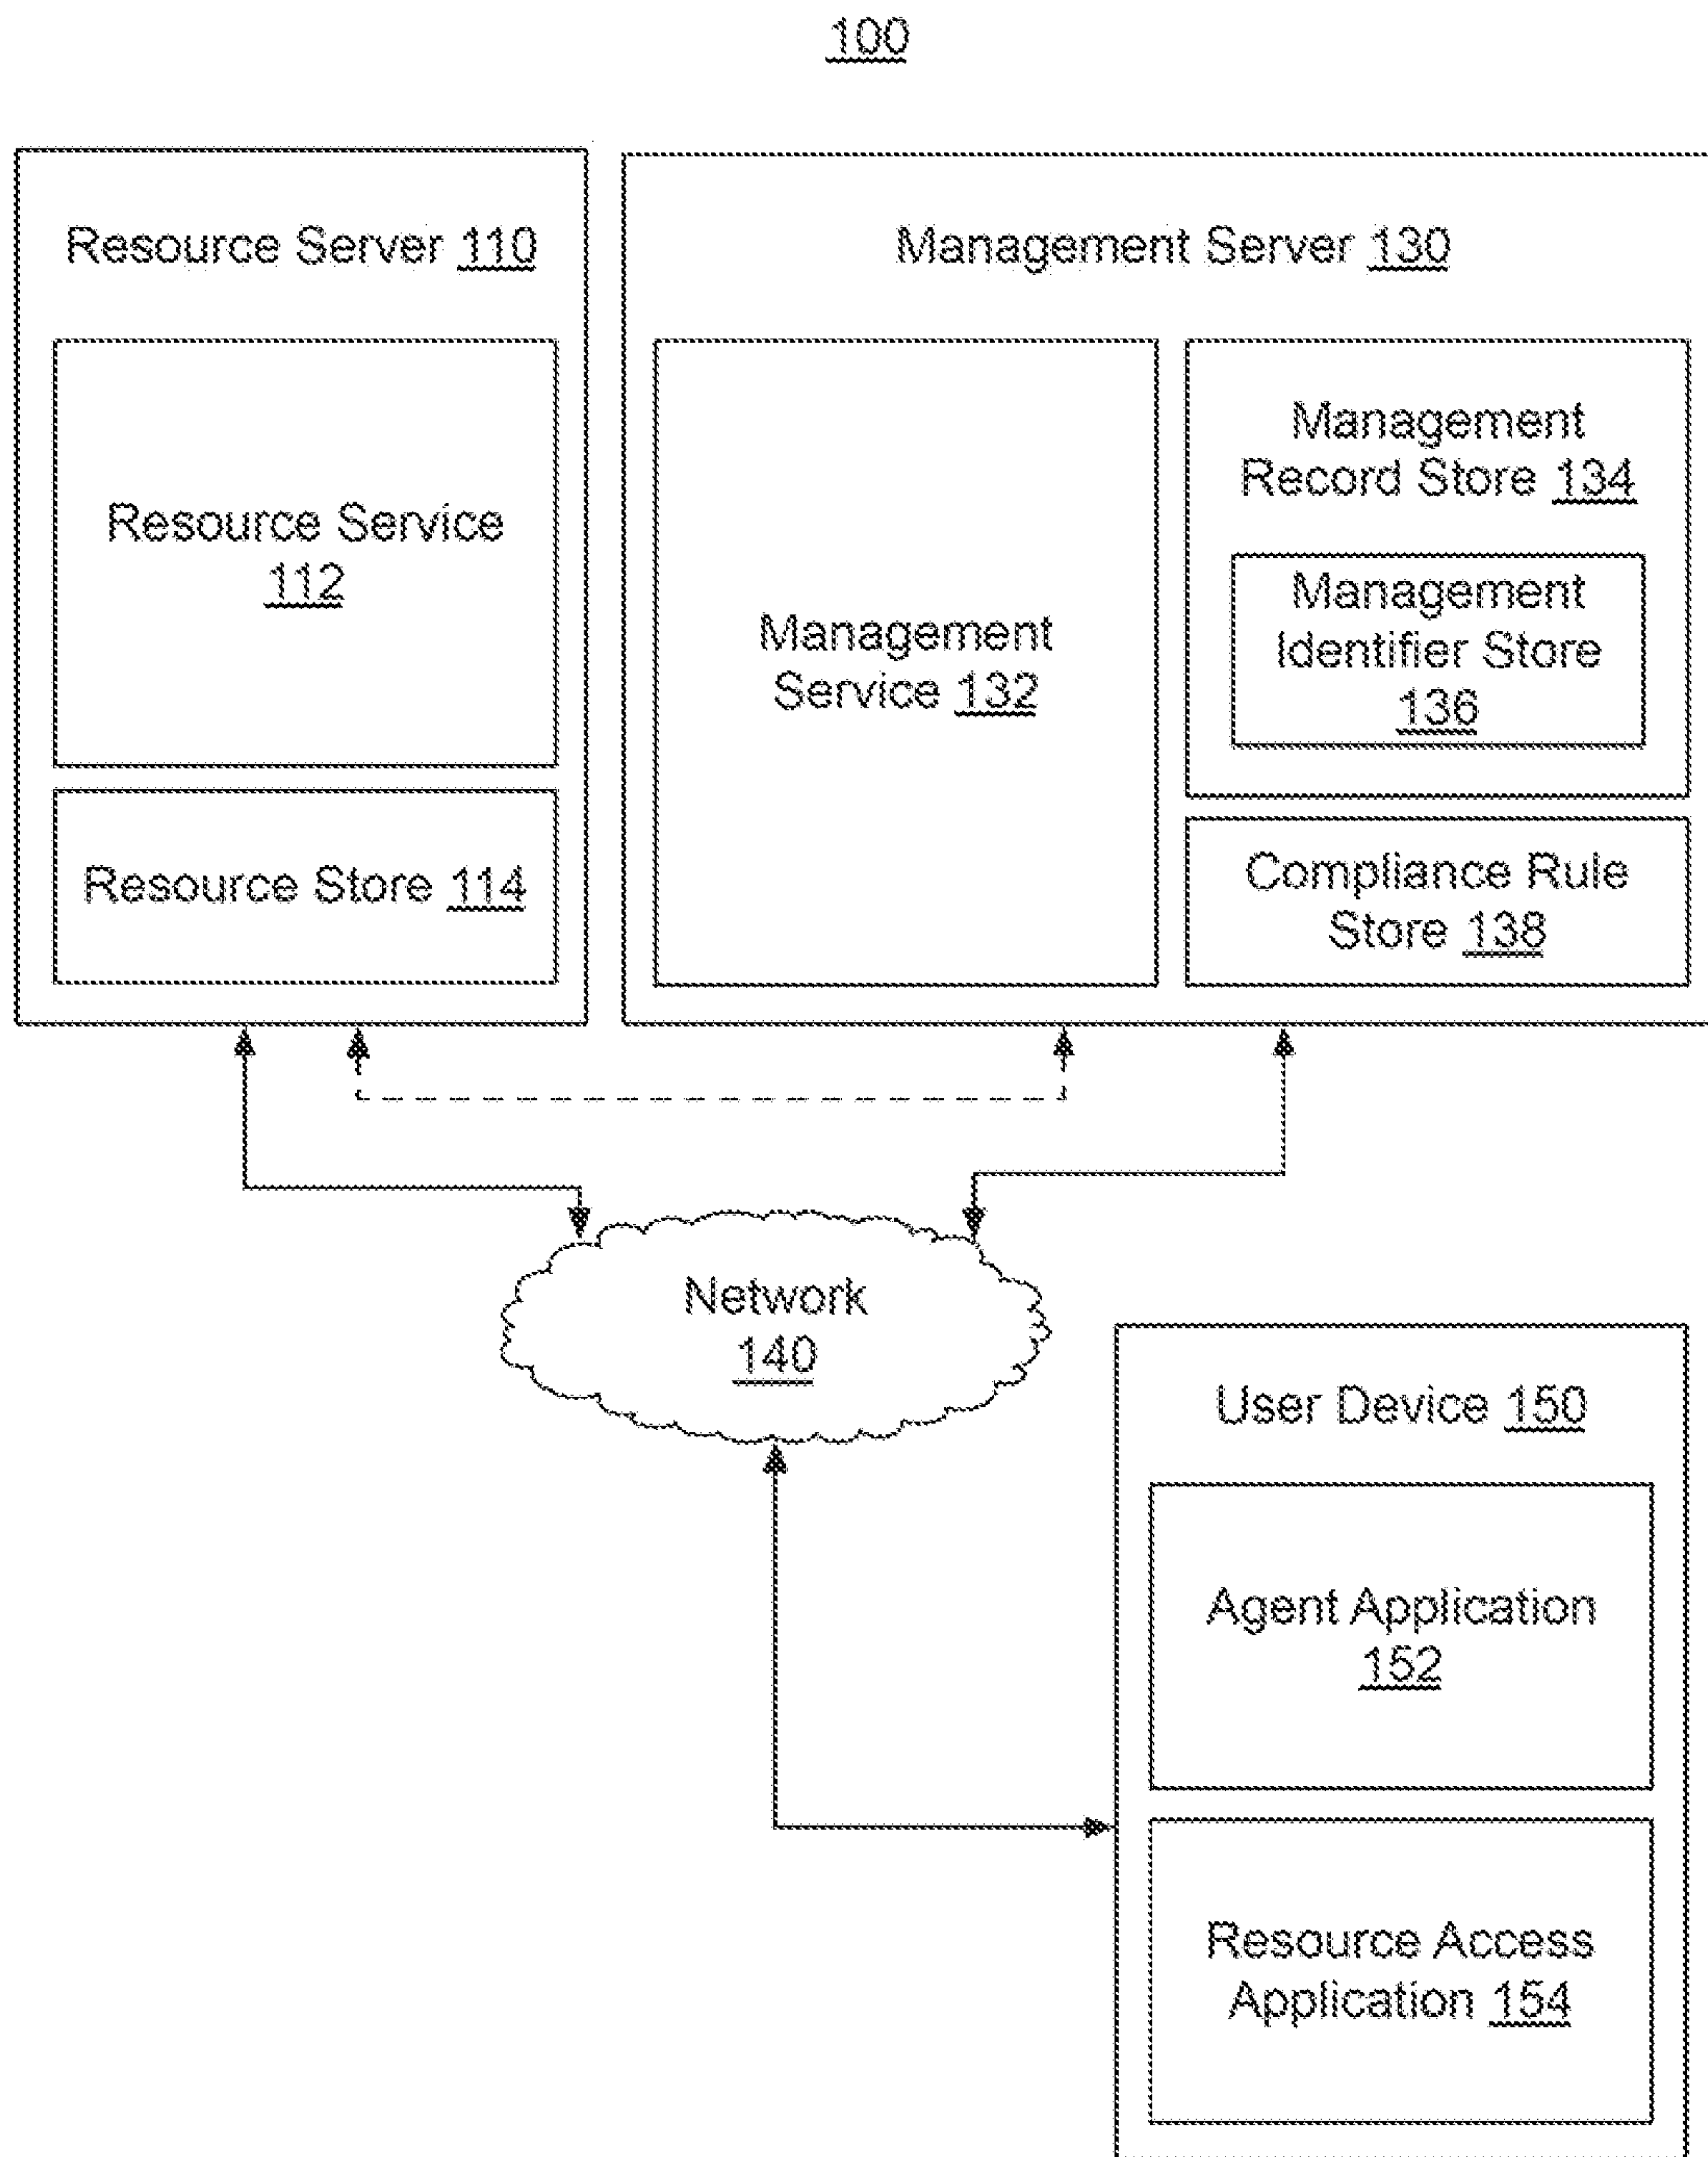 100
Resource Server 110
Resource Service
112
Resource Store 114
Management Server 130
Management
Service 132
Management
Record Store 134
Management
Identifier Store
136
Compliance Rule
Store 138
Network
140
User Device 150
Agent Application
152
Resource Access
Application 154